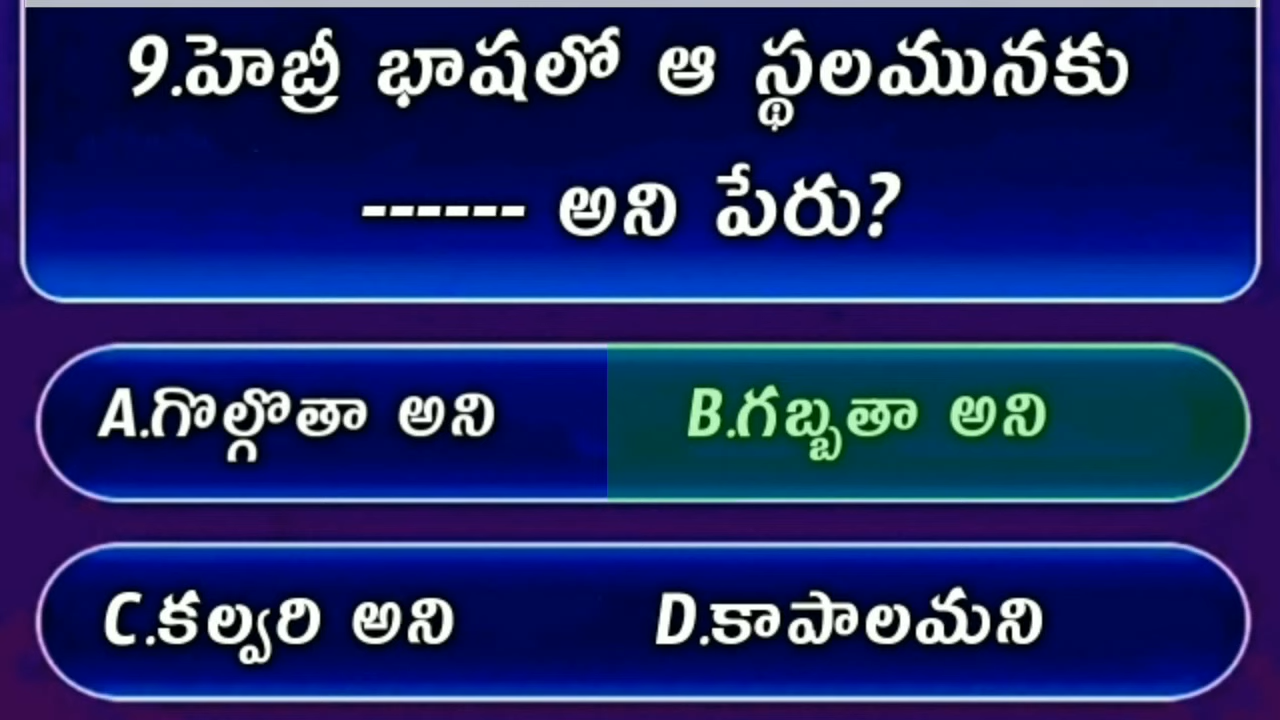 9.హెబ్రీ భాషలో ఆ స్థలమునకు
------ అని పేరు?
A.గొల్గొతా అని B.గబ్బతా అని
C.కల్వరి అని D.కాపాలమని